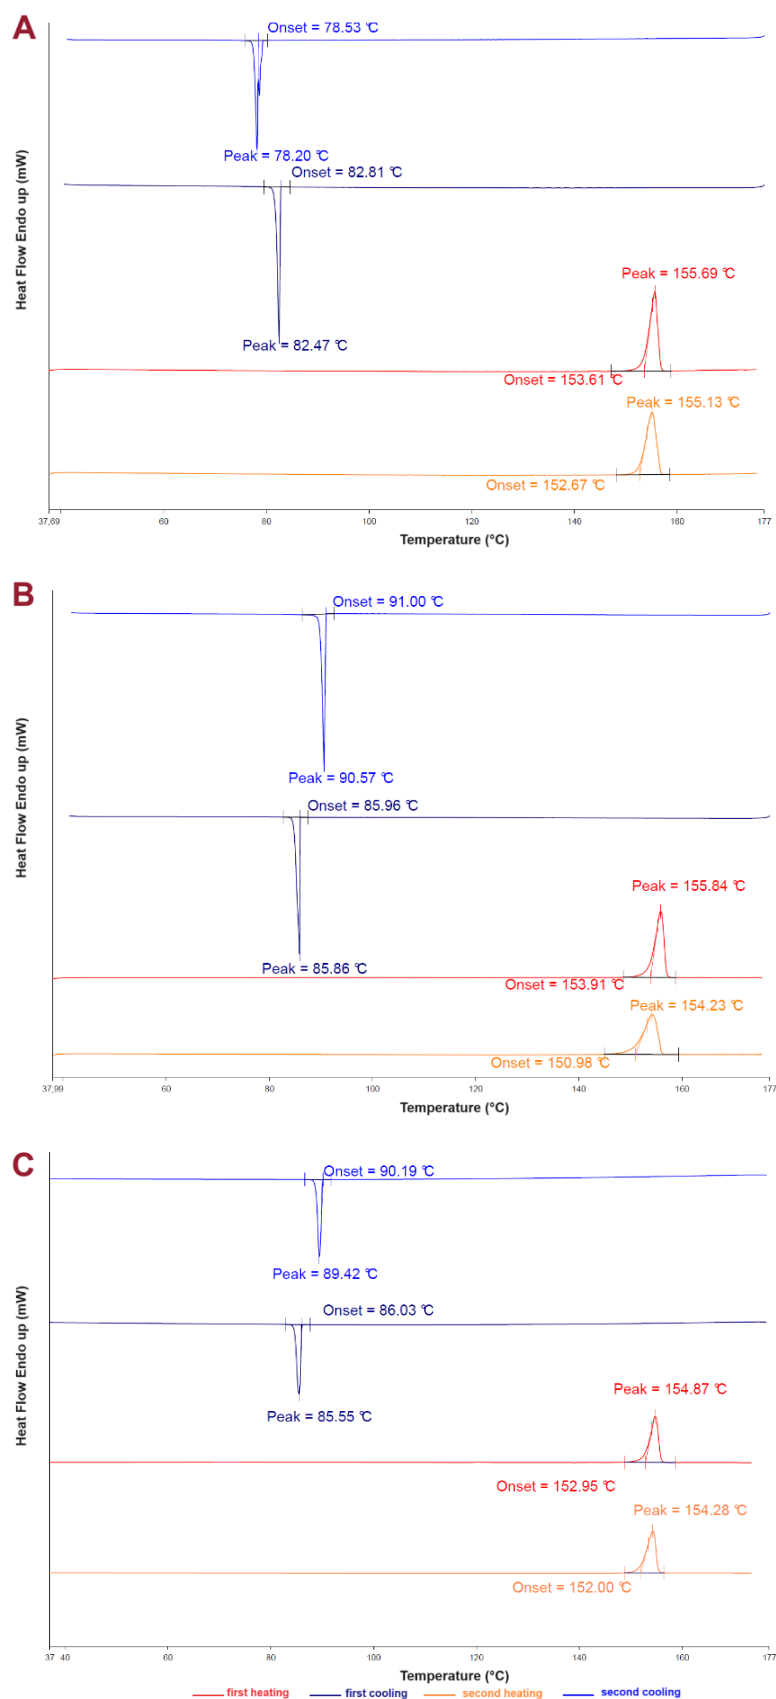 A
Onset = 78.53 °C
Peak = 78.20 °C
Onset = 82.81 °C
Peak = 82.47 °C
Peak = 155.69 °C
Onset = 153.61 °C
Peak = 155.13 °C
Onset = 152.67 °C
Heat Flow Endo up (mW)
37,69 60 80 100 120 140 160 177
Temperature (°C)
B
Onset = 91.00 °C
Peak = 90.57 °C
Onset = 85.96 °C
Peak = 85.86 °C
Peak = 155.84 °C
Onset = 153.91 °C
Peak = 154.23 °C
Onset = 150.98 °C
Heat Flow Endo up (mW)
37,99 60 80 100 120 140 160 177
Temperature (°C)
C
Onset = 90.19 °C
Peak = 89.42 °C
Onset = 86.03 °C
Peak = 85.55 °C
Peak = 154.87 °C
Onset = 152.95 °C
Peak = 154.28 °C
Onset = 152.00 °C
Heat Flow Endo up (mW)
37 40 60 80 100 120 140 160 177
Temperature (°C)
first heating first cooling second heating second cooling